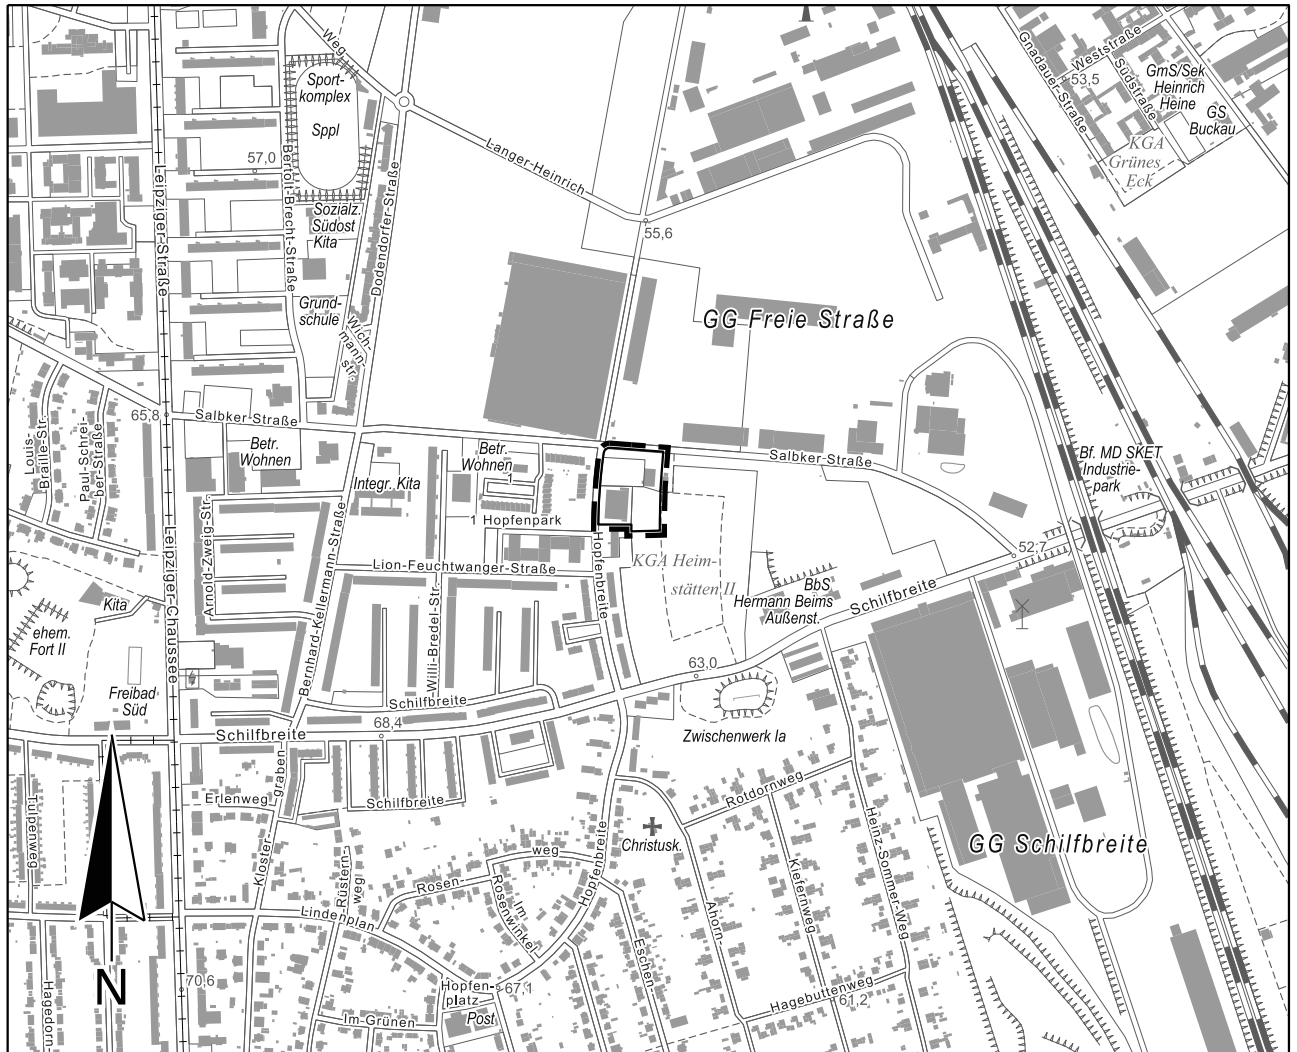 Weg
Sport-
komplex
Sppl
57,0
Leipziger-Straße
Bertolt-Brecht-Straße
Sozialz.
Südost
Kita
Dodendorfer-Straße
Grund-
schule
Wich-
mann-
str.
Langer-Heinrich
55,6
Gnadauer-Straße
Weststraße
53,5
Südstraße
GmS/Sek
Heinrich
Heine
GS
Buckau
KGA
Grünes
Eck
GG Freie Straße
65,8
Salbker-Straße
Louis-
Braille-Str.
Paul-Schrei-
ber-Straße
Betr.
Wohnen
Integr. Kita
Betr.
Wohnen
1
1 Hopfenpark
Salbker-Straße
Bf. MD SKET
Industrie-
park
52,7
Arnold-Zweig-Str.
Bernhard-Kellermann-Straße
Lion-Feuchtwanger-Straße
Willi-Bredel-Str.
Hopfenbreite
KGA Heim-
stätten II
BbS
Hermann Beims
Außenst.
Schilfbreite
Leipziger-Chaussee
Kita
ehem.
Fort II
Freibad
Süd
63,0
Schilfbreite
Schilfbreite
68,4
Zwischenwerk Ia
Erlenweg
Schilfbreite
Kloster-
graben
Tulpenweg
Rotdornweg
Heinz-Sommer-Weg
Christusk.
GG Schilfbreite
Rosen-
weg
Im
Rosenwinkel
Hopfenbreite
Rüstern-
weg
Lindenplan
Kiefernweg
Ahorn-
Eschen-
N
70,6
Hagedorn-
Hopfen-
platz
67,1
Post
Im-Grünen
Hagebuttenweg
61,2